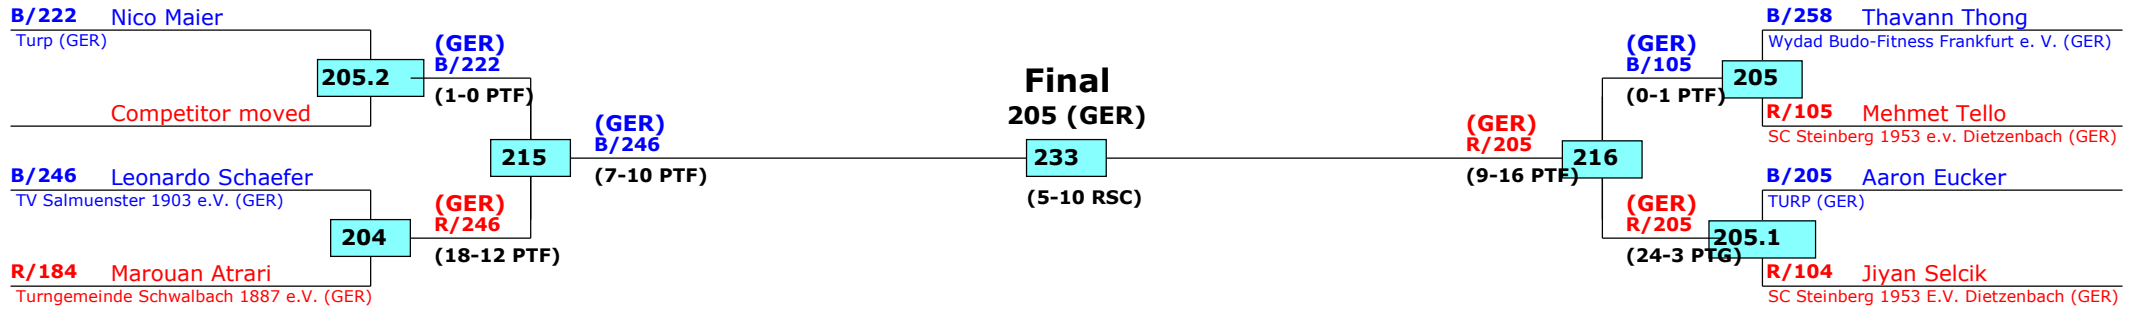 B/222 Nico Maier
Turp (GER)
205.2
(GER)
B/222
(1-0 PTF)
Competitor moved
215
(GER)
B/246
(7-10 PTF)
B/246 Leonardo Schaefer
TV Salmuenster 1903 e.V. (GER)
204
(GER)
R/246
(18-12 PTF)
R/184 Marouan Atrari
Turngemeinde Schwalbach 1887 e.V. (GER)
Final
205 (GER)
233
(5-10 RSC)
B/258 Thavann Thong
Wydad Budo-Fitness Frankfurt e. V. (GER)
(GER)
B/105
(0-1 PTF)
205
R/105 Mehmet Tello
SC Steinberg 1953 e.v. Dietzenbach (GER)
(GER)
R/205
(9-16 PTF)
216
B/205 Aaron Eucker
TURP (GER)
(GER)
R/205
(24-3 PTG)
205.1
R/104 Jiyan Selcik
SC Steinberg 1953 E.V. Dietzenbach (GER)